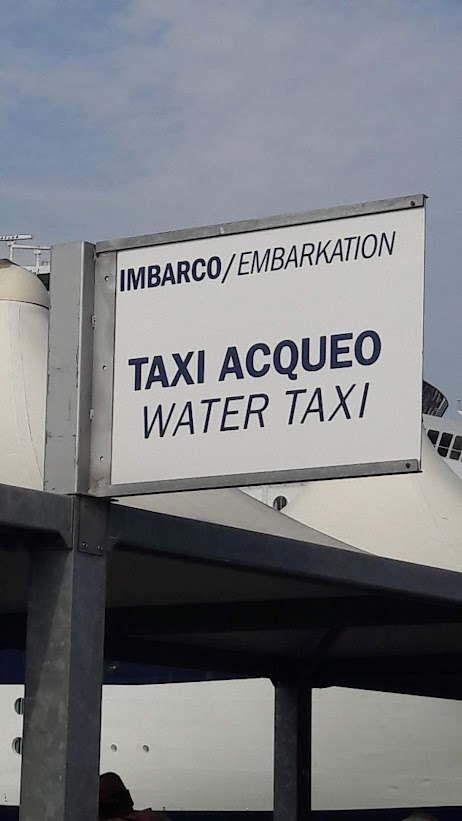 IMBARCO/EMBARKATION
TAXI ACQUEO
WATER TAXI